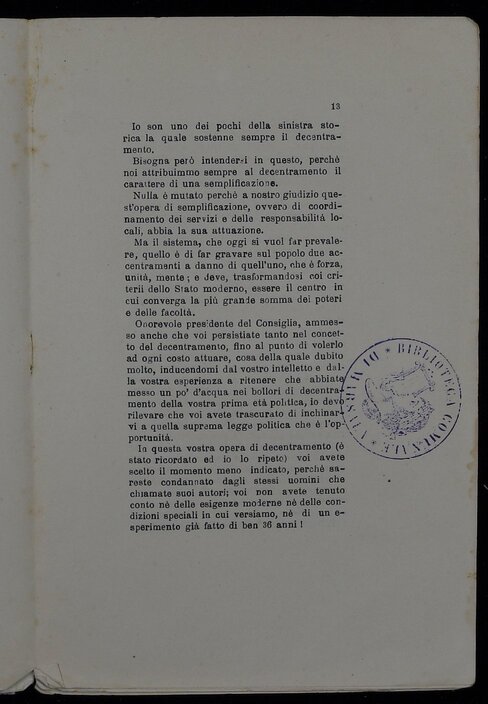 13
Io son uno dei pochi della sinistra sto-
rica la quale sostenne sempre il decentra-
mento.
Bisogna però intendersi in questo, perchè
noi attribuimmo sempre al decentramento il
carattere di una semplificazione.
Nulla è mutato perchè a nostro giudizio que-
st'opera di semplificazione, ovvero di coordi-
namento dei servizi e delle responsabilità lo-
cali, abbia la sua attuazione.
Ma il sistema, che oggi si vuol far prevale-
re, quello è di far gravare sul popolo due ac-
centramenti a danno di quell'uno, che è forza,
unità, mente ; e deve, trasformandosi coi cri-
terii dello Stato moderno, essere il centro in
cui converga la più grande somma dei poteri
e delle facoltà.
Onorevole presidente del Consiglio, ammes-
so anche che voi persistiate tanto nel concet-
to del decentramento, fino al punto di volerlo
ad ogni costo attuare, cosa della quale dubito
molto, inducendomi dal vostro intelletto e dal-
la vostra esperienza a ritenere che abbiate
messo un po' d'acqua nei bollori di decentra-
mento della vostra prima età politica, io devo
rilevare che voi avete trascurato di inchinar-
vi a quella suprema legge politica che è l'op-
portunità.
In questa vostra opera di decentramento (è
stato ricordato ed io lo ripeto) voi avete
scelto il momento meno indicato, perchè sa-
reste condannato dagli stessi uomini che
chiamate suoi autori; voi non avete tenuto
conto nè delle esigenze moderne nè delle con-
dizioni speciali in cui versiamo, nè di un e-
sperimento già fatto di ben 36 anni !
BIBLIOTECA COMUNALE
DI MARSALA